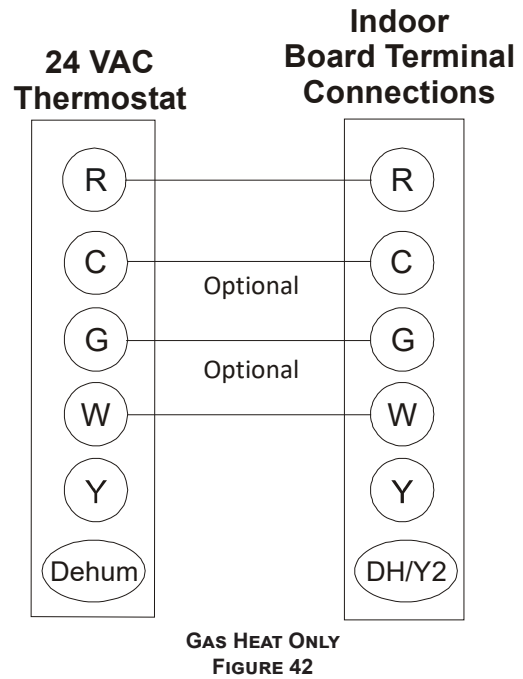 24 VAC
Thermostat
Indoor
Board Terminal
Connections
R
R
C
C
Optional
G
G
Optional
W
W
Y
Y
Dehum
DH/Y2
GAS HEAT ONLY
FIGURE 42